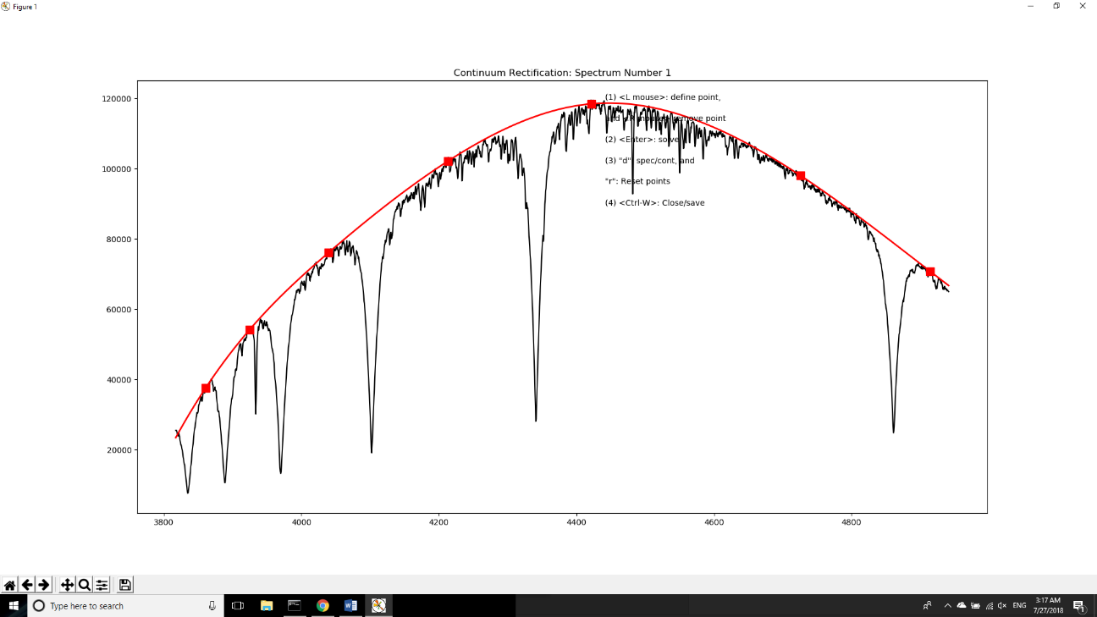 Figure 1
Continuum Rectification: Spectrum Number 1
(1) <L mouse>: define point,
point
(2) <Enter>: solve
(3) "d": spec/cont, and
"r": Reset points
(4) <Ctrl-W>: Close/save
120000
100000
80000
60000
40000
20000
3800 4000 4200 4400 4600 4800
Type here to search
ENG
3:17 AM
7/27/2018